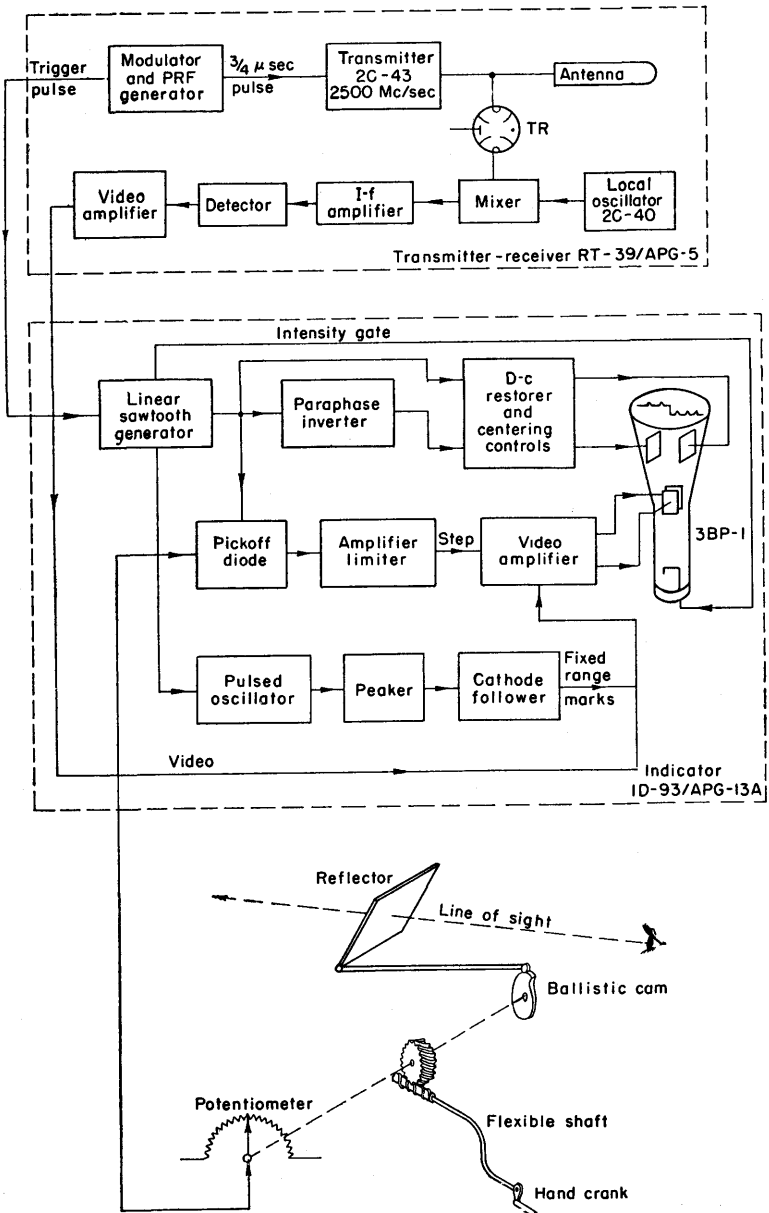 Trigger
pulse
Modulator
and PRF
generator
3/4 μ sec
pulse
Transmitter
2C-43
2500 Mc/sec
Antenna
TR
Video
amplifier
Detector
I-f
amplifier
Mixer
Local
oscillator
2C-40
Transmitter-receiver RT-39/APG-5
Intensity gate
Linear
sawtooth
generator
Paraphase
inverter
D-c
restorer
and
centering
controls
3BP-1
Pickoff
diode
Amplifier
limiter
Step
Video
amplifier
Pulsed
oscillator
Peaker
Cathode
follower
Fixed
range
marks
Video
Indicator
ID-93/APG-13A
Reflector
Line of sight
Ballistic cam
Potentiometer
Flexible shaft
Hand crank